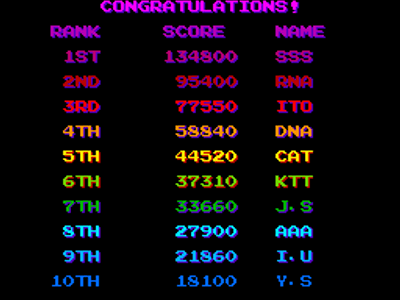 CONGRATULATIONS!
RANK SCORE NAME
1ST 134800 SSS
2ND 95400 RNA
3RD 77550 ITO
4TH 58840 DNA
5TH 44520 CAT
6TH 37310 KTT
7TH 33660 J.S
8TH 27900 AAA
9TH 21860 I.U
10TH 18100 Y.S